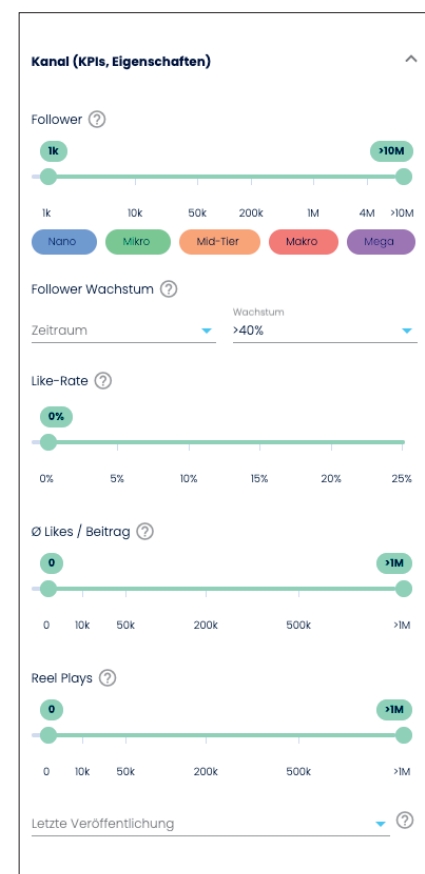 Kanal (KPIs, Eigenschaften)
Follower ?
1k >10M
1k 10k 50k 200k 1M 4M >10M
Nano Mikro Mid-Tier Makro Mega
Follower Wachstum ?
Wachstum
Zeitraum >40%
Like-Rate ?
0%
0% 5% 10% 15% 20% 25%
Ø Likes / Beitrag ?
0 >1M
0 10k 50k 200k 500k >1M
Reel Plays ?
0 >1M
0 10k 50k 200k 500k >1M
Letzte Veröffentlichung ?